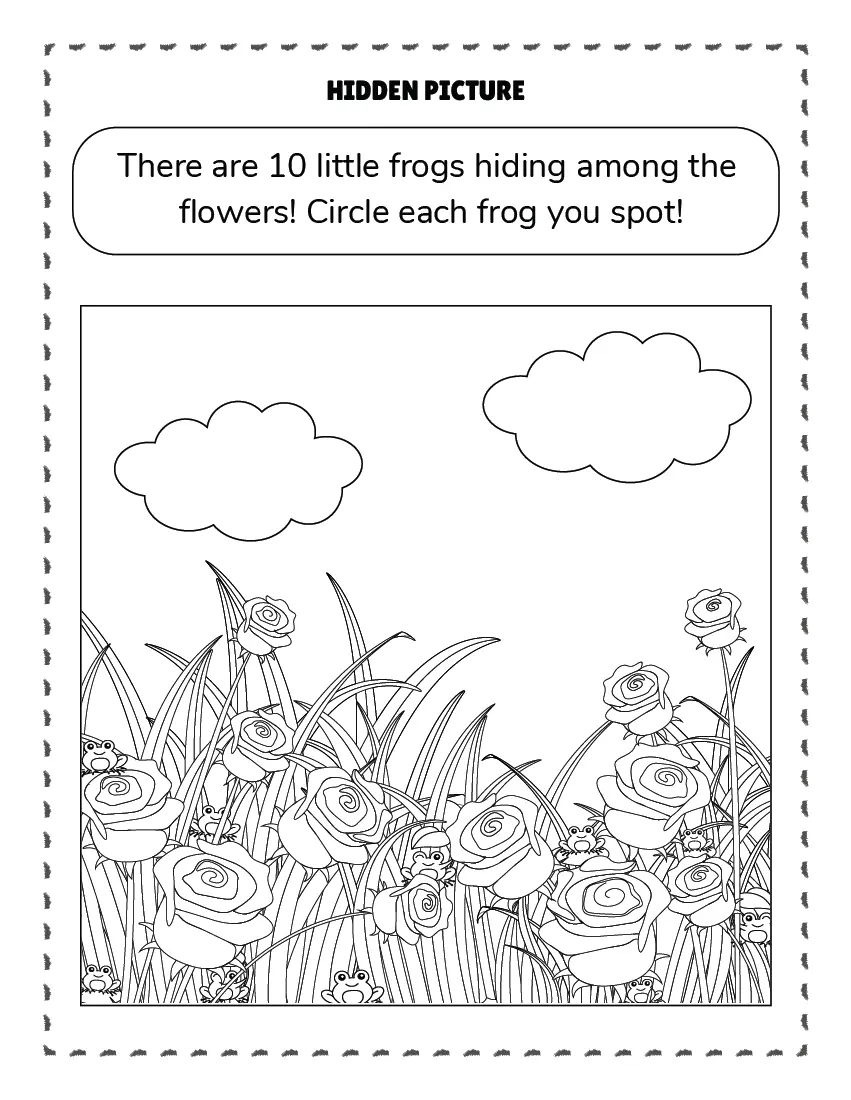 HIDDEN PICTURE
There are 10 little frogs hiding among the
flowers! Circle each frog you spot!